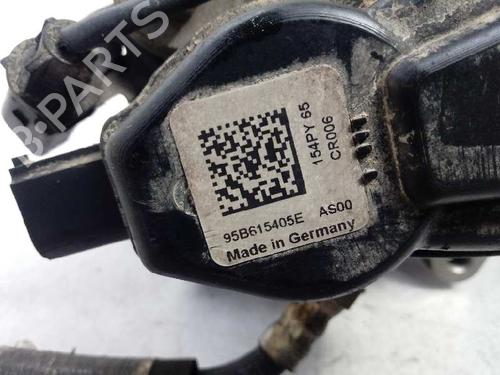 154PY 65
CR006
95B615405E AS00
Made in Germany
B-PARTS